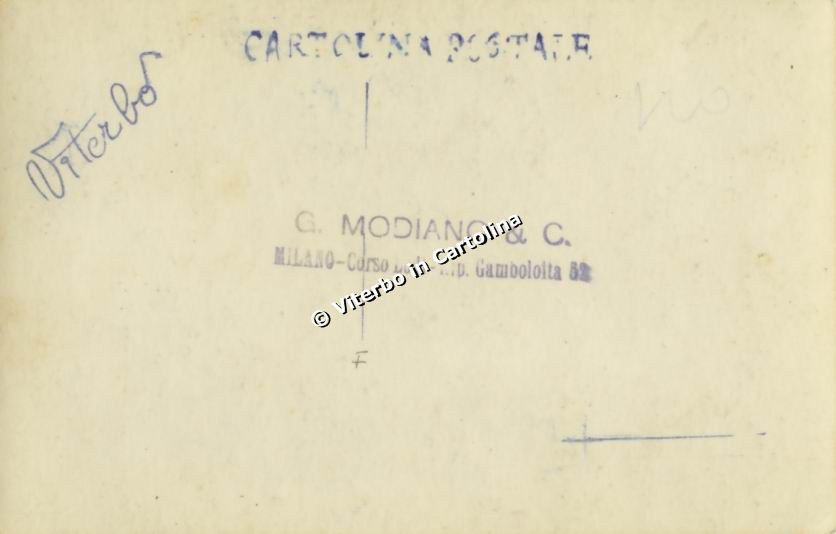 CARTOLINA POSTALE
Viterbo
G. MODIANO & C.
MILANO-Corso Gamboloita 52
© Viterbo in Cartolina
F